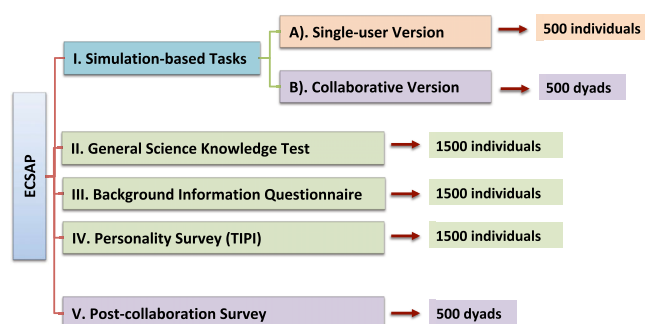 ECSAP
I. Simulation-based Tasks
A). Single-user Version
500 individuals
B). Collaborative Version
500 dyads
II. General Science Knowledge Test
1500 individuals
III. Background Information Questionnaire
1500 individuals
IV. Personality Survey (TIPI)
1500 individuals
V. Post-collaboration Survey
500 dyads